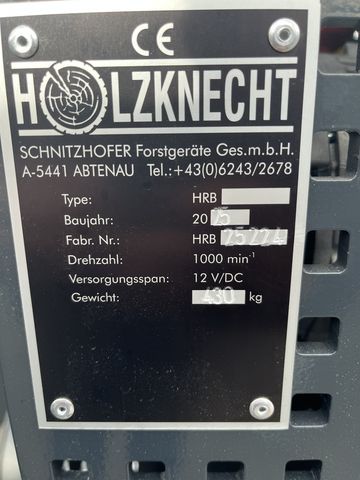 CE
HOLZKNECHT
SCHNITZHOFER Forstgeräte Ges.m.b.H.
A-5441 ABTENAU Tel.:+43(0)6243/2678
Type: HRB
Baujahr: 20
Fabr. Nr.: HRB
Drehzahl: 1000 min⁻¹
Versorgungsspan: 12 V/DC
Gewicht: 430 kg